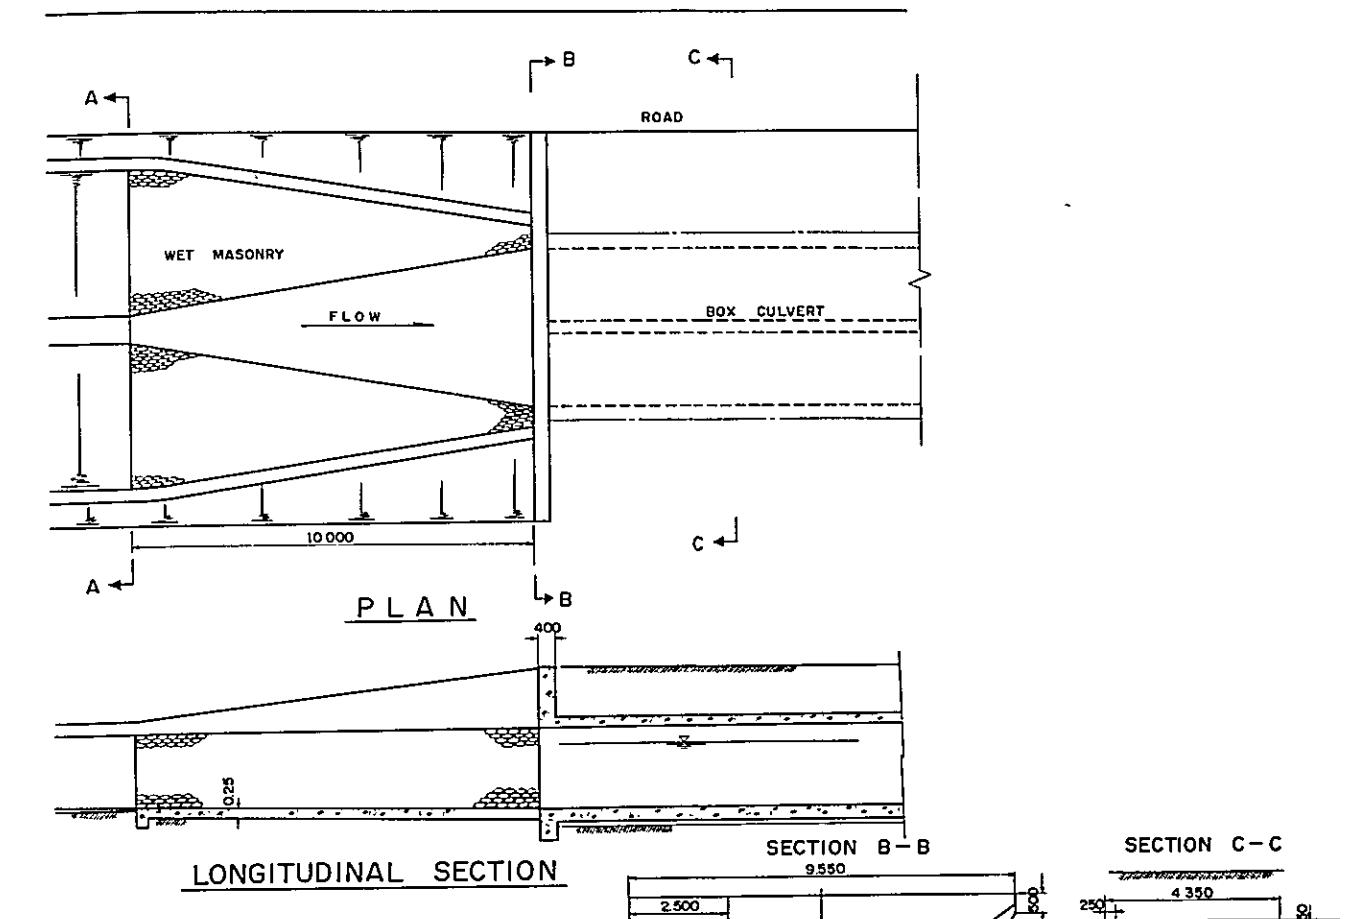 B
C
A
ROAD
WET MASONRY
FLOW
BOX CULVERT
10 000
C
A
B
PLAN
400
0.25
LONGITUDINAL SECTION
SECTION B-B
SECTION C-C
9.550
4 350
2.500
500
250